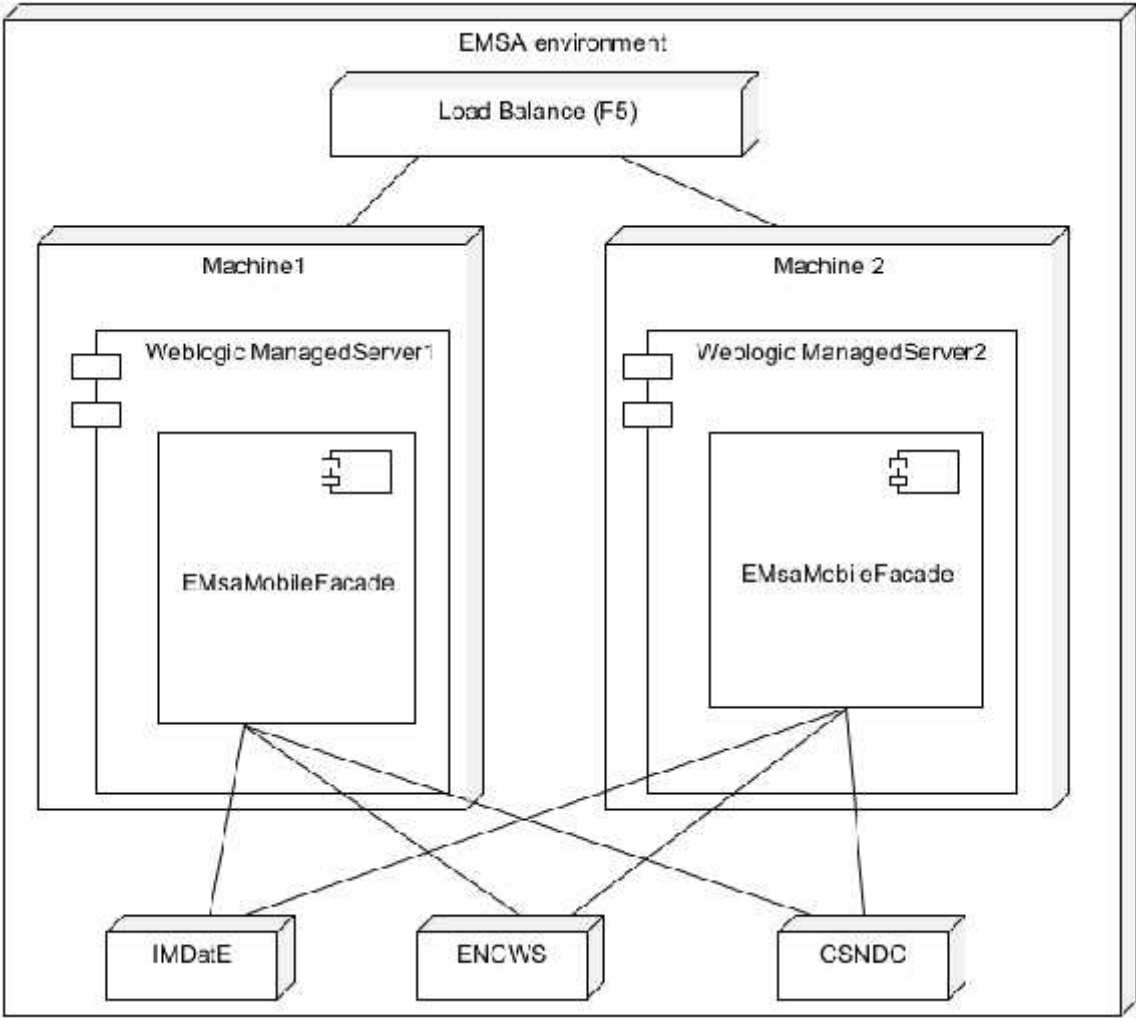 EMSA environment
Load Balance (F5)
Machine1
Machine 2
Weblogic ManagedServer1
Weblogic ManagedServer2
EMsaMobileFacade
EMsaMobileFacade
IMDatE
ENCWS
CSNDC